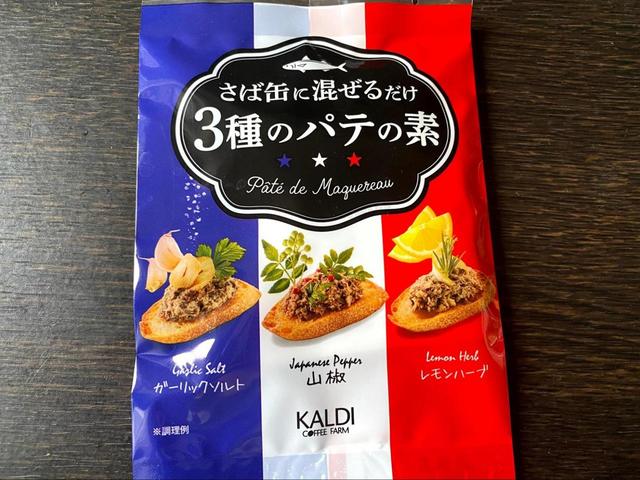 さば缶に混ぜるだけ
3種のパテの素
Pâté de Maquereau
Garlic Salt
ガーリックソルト
Japanese Pepper
山椒
Lemon Herb
レモンハーブ
※調理例
KALDI
COFFEE FARM